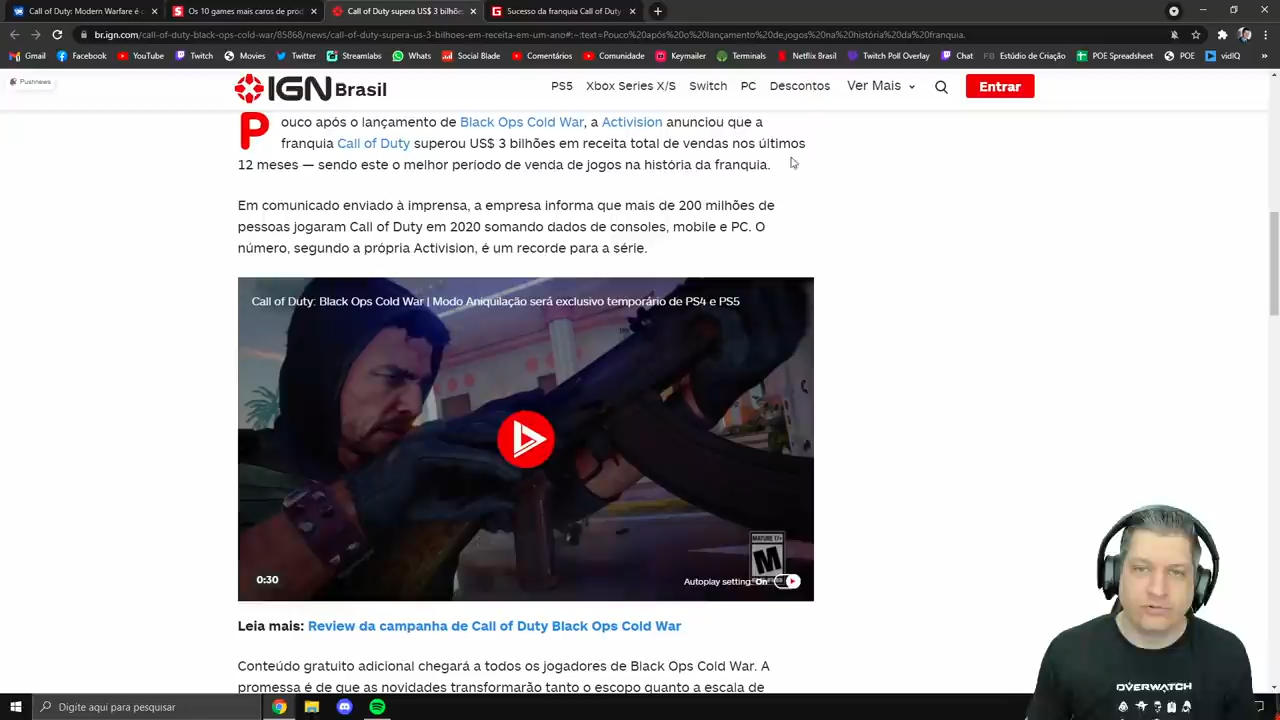 Call of Duty: Modern Warfare é c
Os 10 games mais caros de prod
Call of Duty supera US$ 3 bilhõe
Sucesso da franquia Call of Duty
br.ign.com/call-of-duty-black-ops-cold-war/85868/news/call-of-duty-supera-us-3-bilhoes-em-receita-em-um-ano#:~:text=Pouco%20após%20o%20lançamento%20de,jogos%20na%20história%20da%20franquia.
Gmail Facebook YouTube Twitch Movies Streamlabs WhatsApp Social Blade Comentários Twitter Comunidade Keymailer Terminals Netflix Brasil Twitch Poll Overlay Chat Estúdio de Criação POE Spreadsheet POE vidIQ
Pushnews
IGN Brasil
PS5 Xbox Series X/S Switch PC Descontos Ver Mais Entrar
Pouco após o lançamento de Black Ops Cold War, a Activision anunciou que a
franquia Call of Duty superou US$ 3 bilhões em receita total de vendas nos últimos
12 meses — sendo este o melhor período de venda de jogos na história da franquia.
Em comunicado enviado à imprensa, a empresa informa que mais de 200 milhões de
pessoas jogaram Call of Duty em 2020 somando dados de consoles, mobile e PC. O
número, segundo a própria Activision, é um recorde para a série.
Call of Duty: Black Ops Cold War | Modo Aniquilação será exclusivo temporário de PS4 e PS5
MATURE 17+
M
0:30
Autoplay setting: On
Leia mais: Review da campanha de Call of Duty Black Ops Cold War
Conteúdo gratuito adicional chegará a todos os jogadores de Black Ops Cold War. A
promessa é de que as novidades transformarão tanto o escopo quanto a escala de
OVERWATCH
Digite aqui para pesquisar